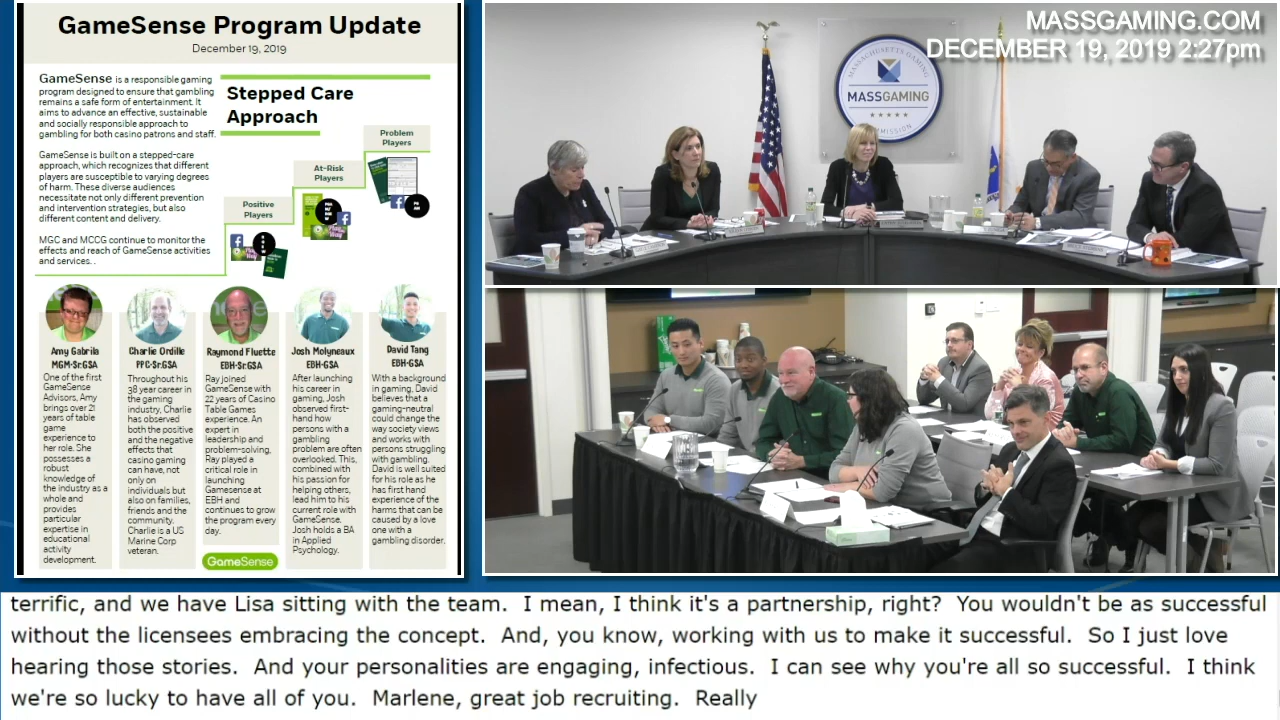 GameSense Program Update
December 19, 2019
GameSense is a responsible gaming
program designed to ensure that gambling
remains a safe form of entertainment. It
aims to advance an effective, sustainable
and socially responsible approach to
gambling for both casino patrons and staff.
GameSense is built on a stepped-care
approach, which recognizes that different
players are susceptible to varying degrees
of harm. These diverse audiences
necessitate not only different prevention
and intervention strategies, but also
different content and delivery.
MGC and MCCG continue to monitor the
effects and reach of GameSense activities
and services. .
Stepped Care
Approach
Positive
Players
At-Risk
Players
Problem
Players
Amy Gabrila
MGM-Sr.GSA
One of the first
GameSense
Advisors, Amy
brings over 21
years of table
game
experience to
her role. She
possesses a
robust
knowledge of
the industry as a
whole and
provides
particular
expertise in
educational
activity
development.
Charlie Ordille
PPC-Sr.GSA
Throughout his
38 year career in
the gaming
industry, Charlie
has observed
both the positive
and the negative
effects that
casino gaming
can have, not
only on
individuals but
also on families,
friends and the
community.
Charlie is a US
Marine Corp
veteran.
Raymond Fluette
EBH-Sr.GSA
Ray joined
GameSense with
22 years of Casino
Table Games
experience. An
expert in
leadership and
problem-solving,
Ray played a
critical role in
launching
Gamesense at
EBH and
continues to grow
the program every
day.
GameSense
Josh Molyneaux
EBH-GSA
After launching
his career in
gaming, Josh
observed first-
hand how
persons with a
gambling
problem are often
overlooked. This,
combined with
his passion for
helping others,
lead him to his
current role with
GameSense.
Josh holds a BA
in Applied
Psychology.
David Tang
EBH-GSA
With a background
in gaming, David
believes that a
gaming-neutral
could change the
way society views
and works with
persons struggling
with gambling.
David is well suited
for his role as he
has first hand
experience of the
harms that can be
caused by a love
one with a
gambling disorder.
MASSGAMING.COM
DECEMBER 19, 2019 2:27pm
MASSACHUSETTS GAMING
MASSGAMING
COMMISSION
terrific, and we have Lisa sitting with the team. I mean, I think it's a partnership, right? You wouldn't be as successful
without the licensees embracing the concept. And, you know, working with us to make it successful. So I just love
hearing those stories. And your personalities are engaging, infectious. I can see why you're all so successful. I think
we're so lucky to have all of you. Marlene, great job recruiting. Really